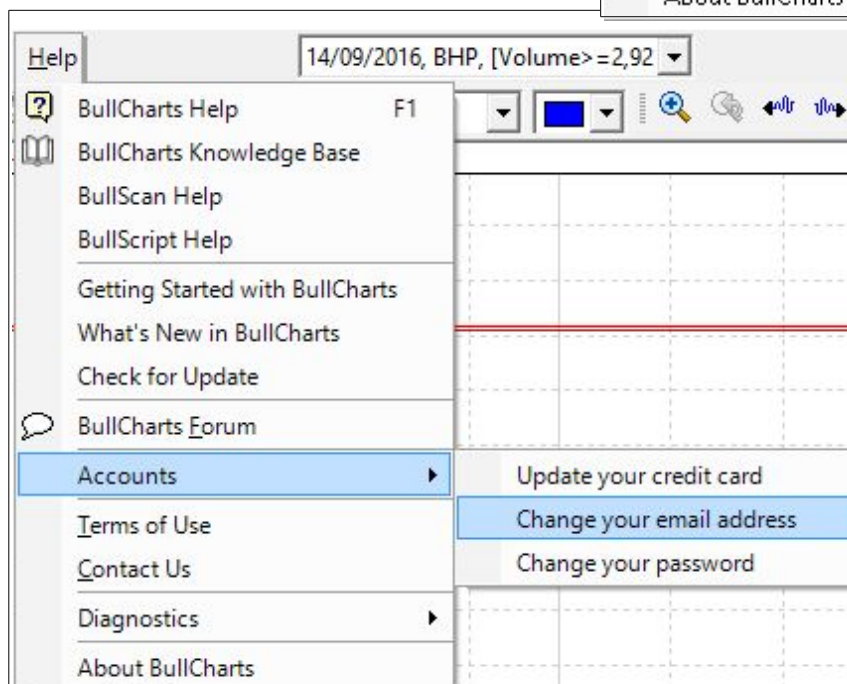 About BullCharts
Help
14/09/2016, BHP, [Volume>=2,92
BullCharts Help F1
BullCharts Knowledge Base
BullScan Help
BullScript Help
Getting Started with BullCharts
What's New in BullCharts
Check for Update
BullCharts Forum
Accounts
Update your credit card
Change your email address
Change your password
Terms of Use
Contact Us
Diagnostics
About BullCharts